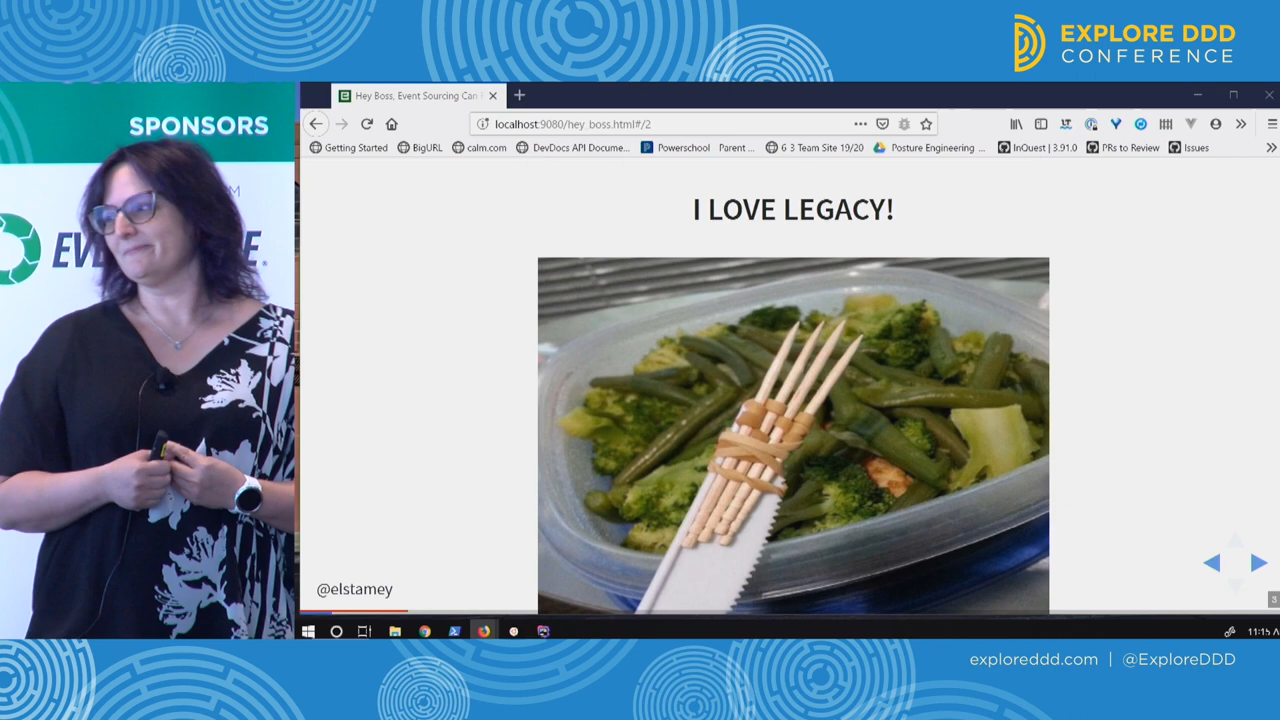 EXPLORE DDD
CONFERENCE
SPONSORS
Hey Boss, Event Sourcing Can
localhost:9080/hey_boss.html#/2
Getting Started
BigURL
calm.com
DevDocs API Docume...
Powerschool
Parent ...
6 3 Team Site 19/20
Posture Engineering ...
InQuest | 3.91.0
PRs to Review
Issues
M
EV
E.
I LOVE LEGACY!
@elstamey
3
11:15 A
exploreddd.com | @ExploreDDD